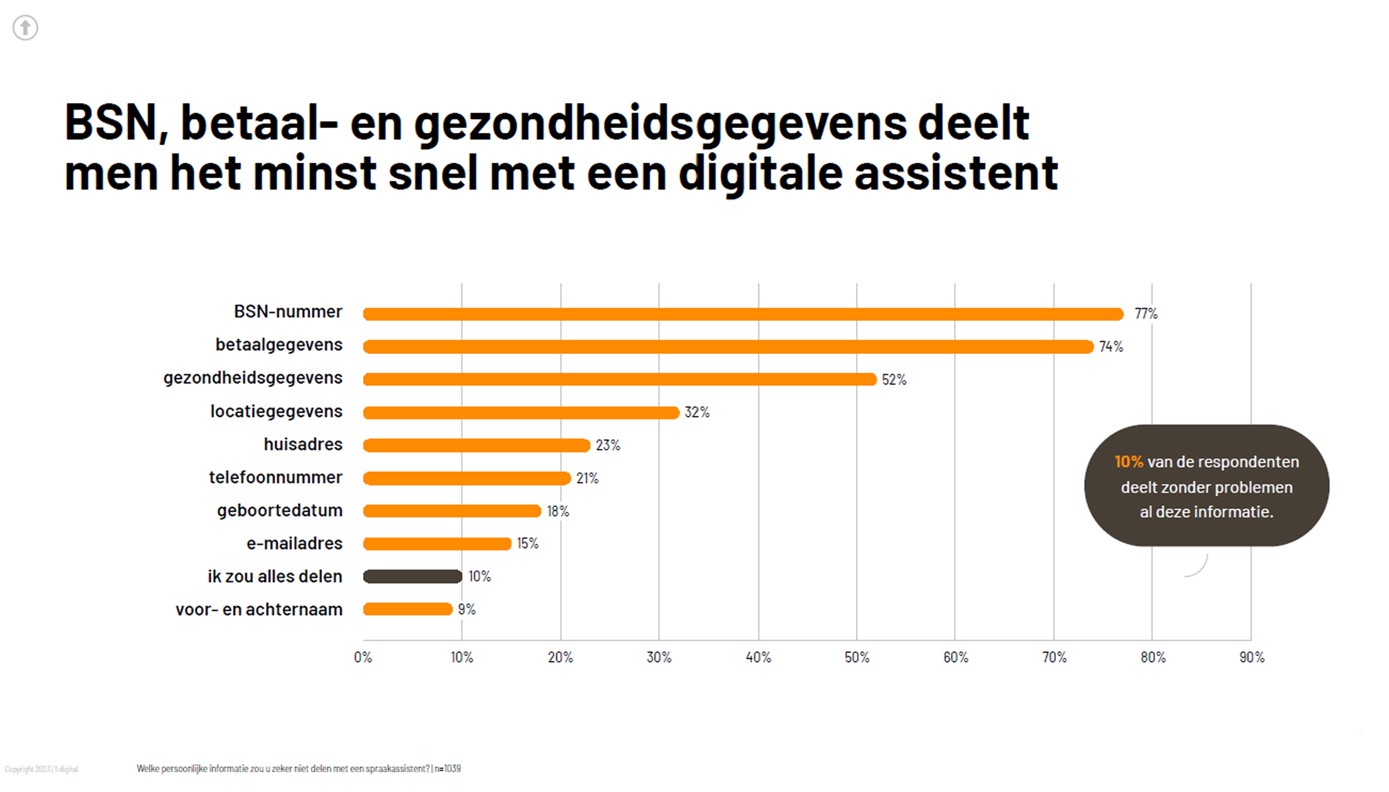 BSN, betaal- en gezondheidsgegevens deelt
men het minst snel met een digitale assistent
BSN-nummer 77%
betaalgegevens 74%
gezondheidsgegevens 52%
locatiegegevens 32%
huisadres 23%
telefoonnummer 21%
geboortedatum 18%
e-mailadres 15%
ik zou alles delen 10%
voor- en achternaam 9%
0% 10% 20% 30% 40% 50% 60% 70% 80% 90%
10% van de respondenten
deelt zonder problemen
al deze informatie.
Copyright 2023 | Y.digital
Welke persoonlijke informatie zou u zeker niet delen met een spraakassistent? | n=1039